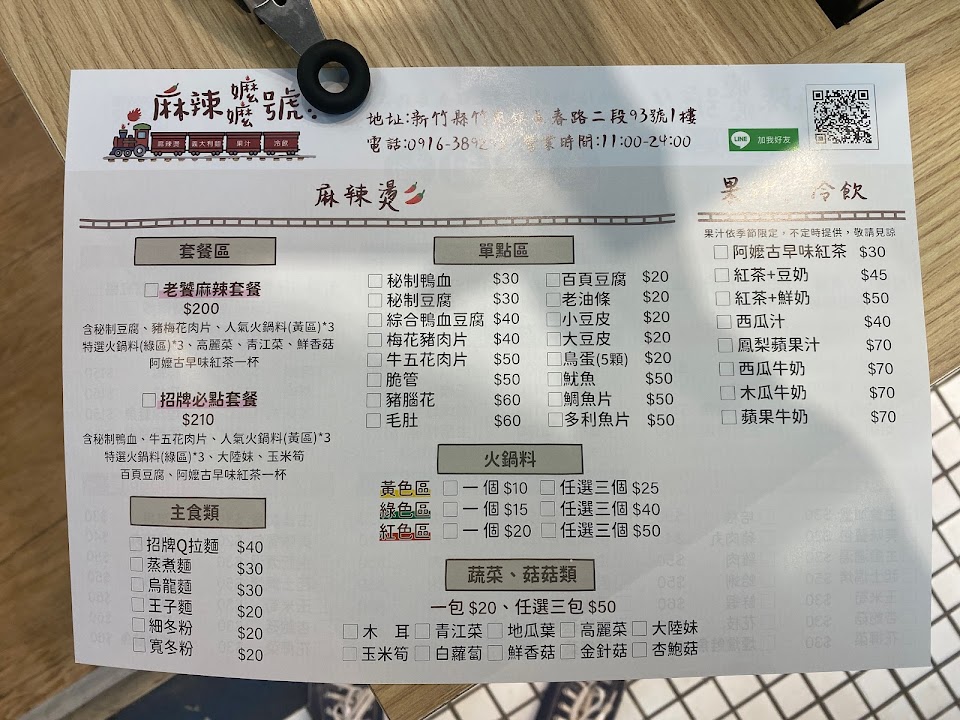 麻辣嬤嬤號
麻辣燙 義大利麵 果汁 冷飲
地址:新竹縣竹 春路二段93號1樓
電話:0916-389 營業時間:11:00-24:00
LINE 加我好友
麻辣燙
套餐區
☐老饕麻辣套餐
$200
含秘制豆腐、豬梅花肉片、人氣火鍋料(黃區)*3
特選火鍋料(綠區)*3、高麗菜、青江菜、鮮香菇
阿嬤古早味紅茶一杯
☐招牌必點套餐
$210
含秘制鴨血、牛五花肉片、人氣火鍋料(黃區)*3
特選火鍋料(綠區)*3、大陸妹、玉米筍
百頁豆腐、阿嬤古早味紅茶一杯
主食類
☐招牌Q拉麵 $40
☐蒸煮麵 $30
☐烏龍麵 $30
☐王子麵 $20
☐細冬粉 $20
☐寬冬粉 $20
單點區
☐秘制鴨血 $30
☐秘制豆腐 $30
☐綜合鴨血豆腐 $40
☐梅花豬肉片 $40
☐牛五花肉片 $50
☐脆管 $50
☐豬腦花 $60
☐毛肚 $60
☐百頁豆腐 $20
☐老油條 $20
☐小豆皮 $20
☐大豆皮 $20
☐鳥蛋(5顆) $20
☐魷魚 $50
☐鯛魚片 $50
☐多利魚片 $50
火鍋料
黃色區 ☐一個 $10 ☐任選三個 $25
綠色區 ☐一個 $15 ☐任選三個 $40
紅色區 ☐一個 $20 ☐任選三個 $50
蔬菜、菇菇類
一包 $20、任選三包 $50
☐木 耳 ☐青江菜 ☐地瓜葉 ☐高麗菜 ☐大陸妹
☐玉米筍 ☐白蘿蔔 ☐鮮香菇 ☐金針菇 ☐杏鮑菇
果 冷飲
果汁依季節限定，不定時提供，敬請見諒
☐阿嬤古早味紅茶 $30
☐紅茶+豆奶 $45
☐紅茶+鮮奶 $50
☐西瓜汁 $40
☐鳳梨蘋果汁 $70
☐西瓜牛奶 $70
☐木瓜牛奶 $70
☐蘋果牛奶 $70